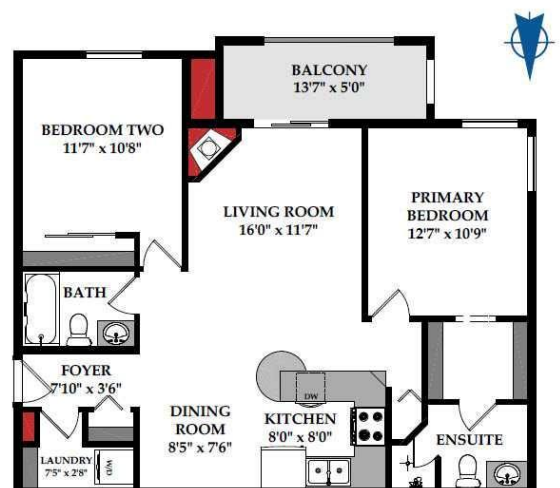 BALCONY
13'7" x 5'0"
BEDROOM TWO
11'7" x 10'8"
LIVING ROOM
16'0" x 11'7"
PRIMARY
BEDROOM
12'7" x 10'9"
BATH
FOYER
7'10" x 3'6"
DW
DINING
ROOM
8'5" x 7'6"
KITCHEN
8'0" x 8'0"
ENSUITE
LAUNDRY
7'5" x 2'8"
W/D